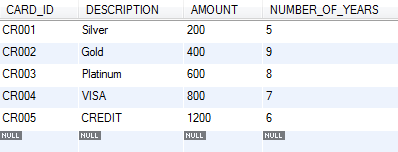 CARD_ID DESCRIPTION AMOUNT NUMBER_OF_YEARS
CR001 Silver 200 5
CR002 Gold 400 9
CR003 Platinum 600 8
CR004 VISA 800 7
CR005 CREDIT 1200 6
NULL NULL NULL NULL